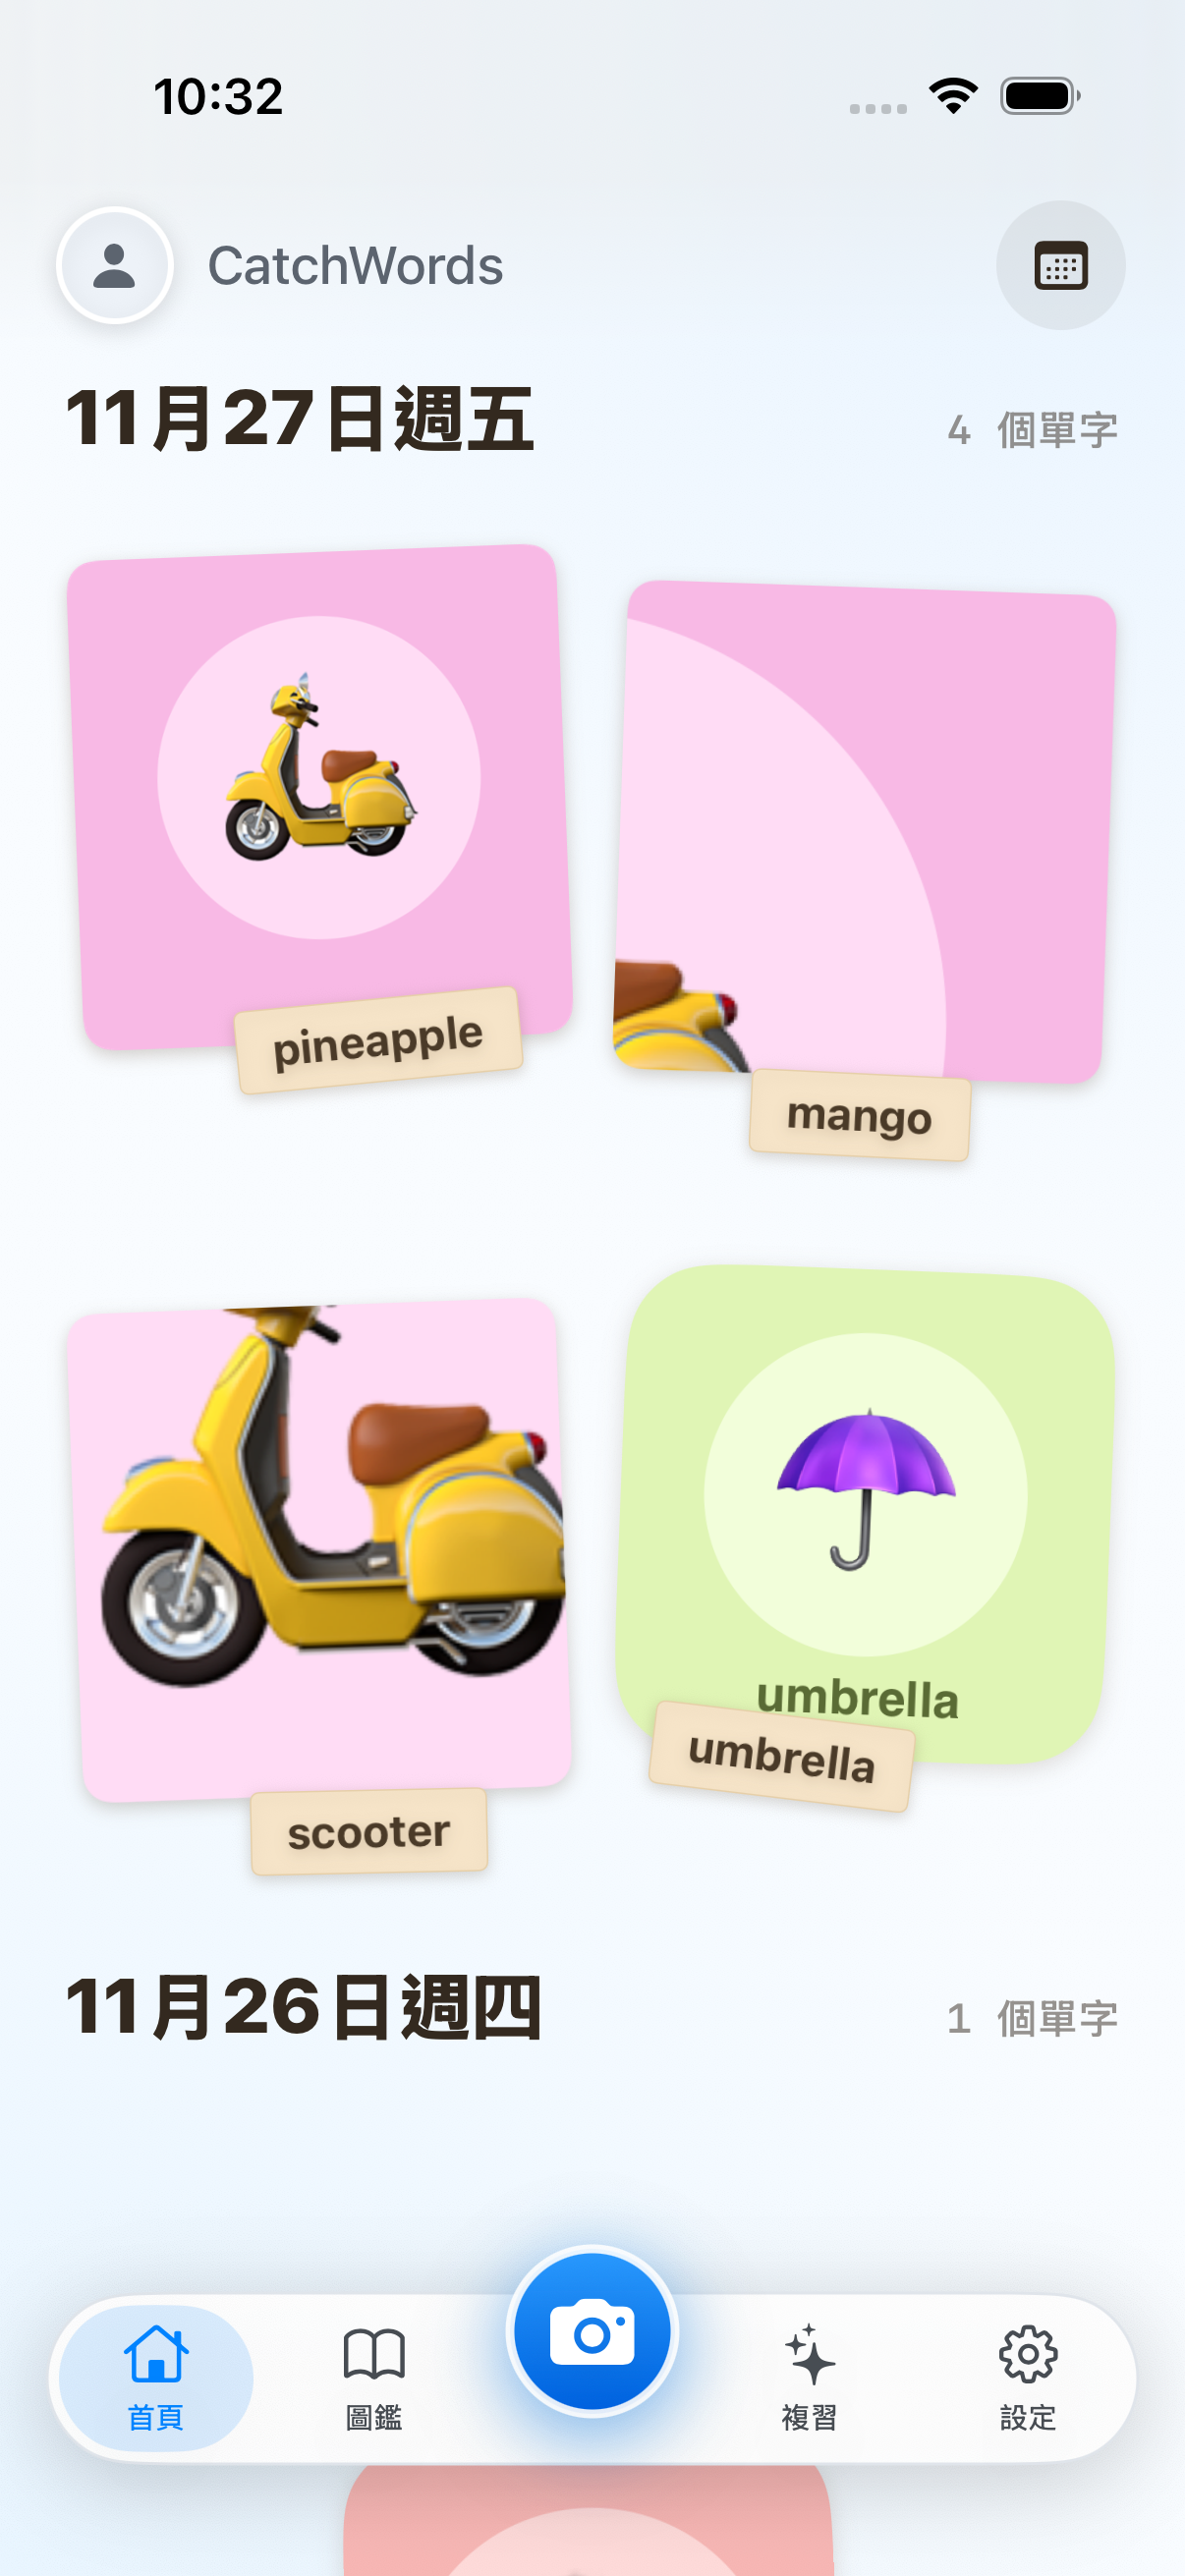 10:32
CatchWords
11月27日週五
4 個單字
pineapple
mango
scooter
umbrella
umbrella
11月26日週四
1 個單字
首頁
圖鑑
複習
設定